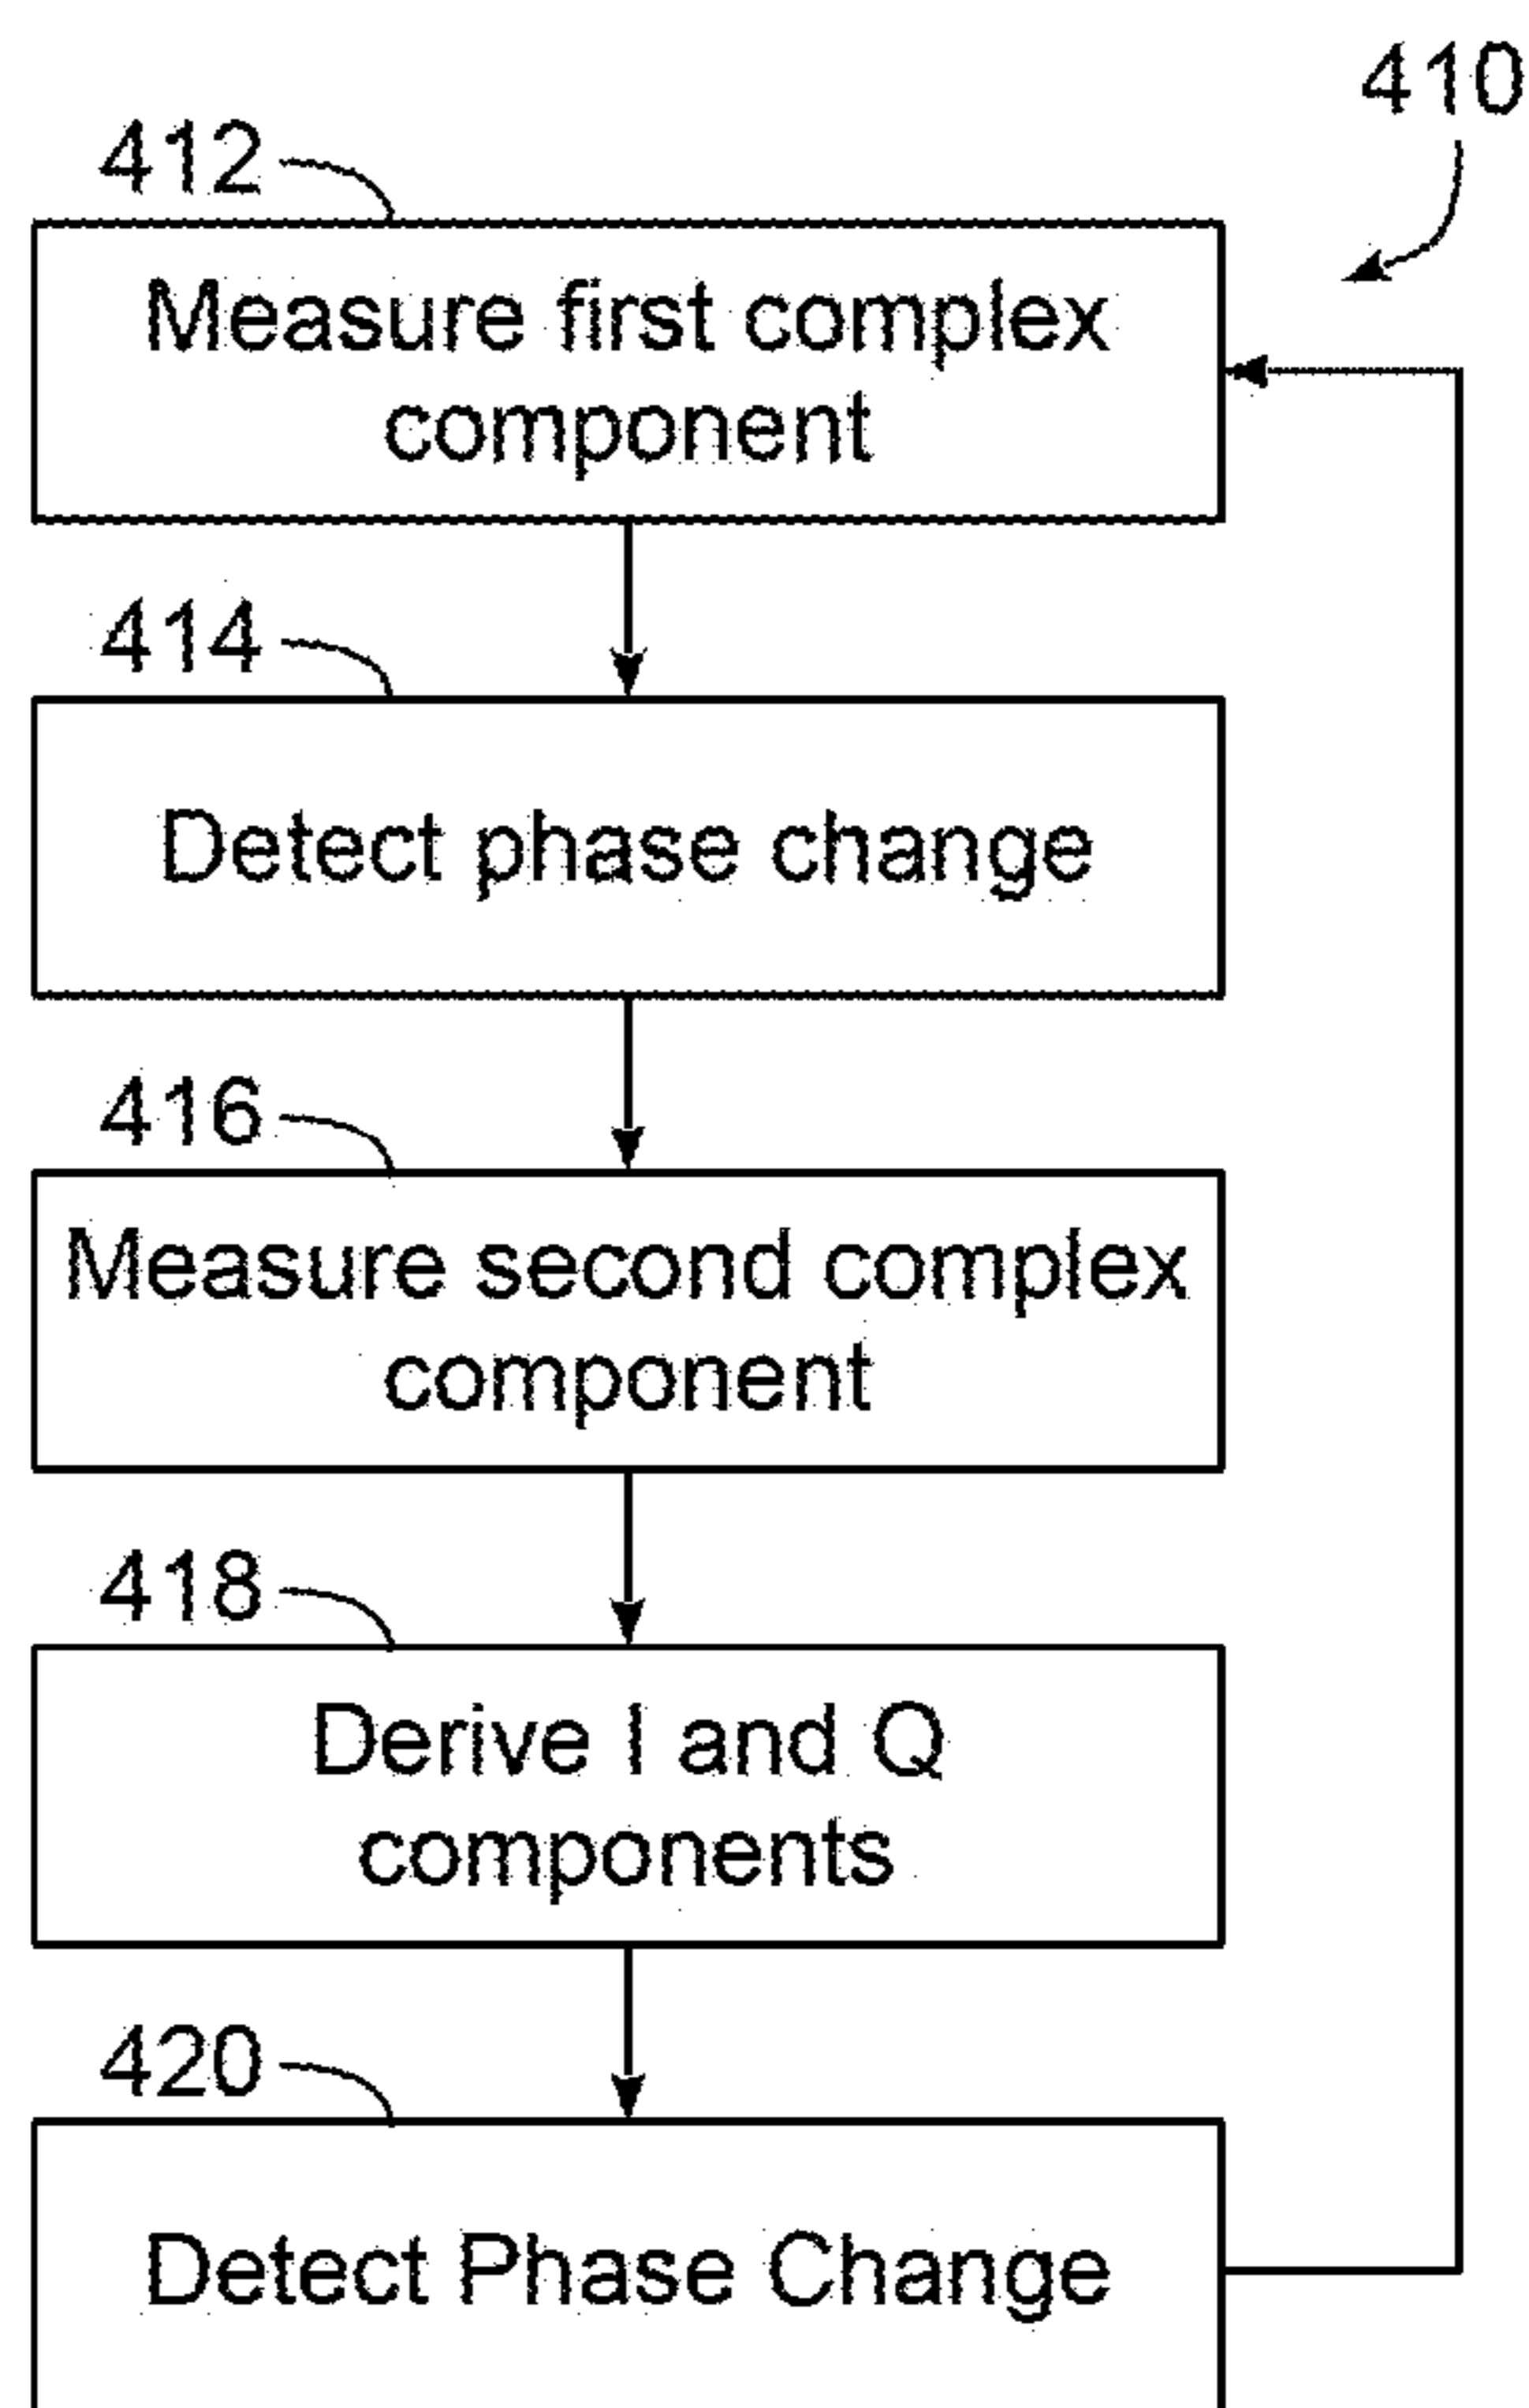 410
412
Measure first complex
component
414
Detect phase change
416
Measure second complex
component
418
Derive I and Q
components
420
Detect Phase Change